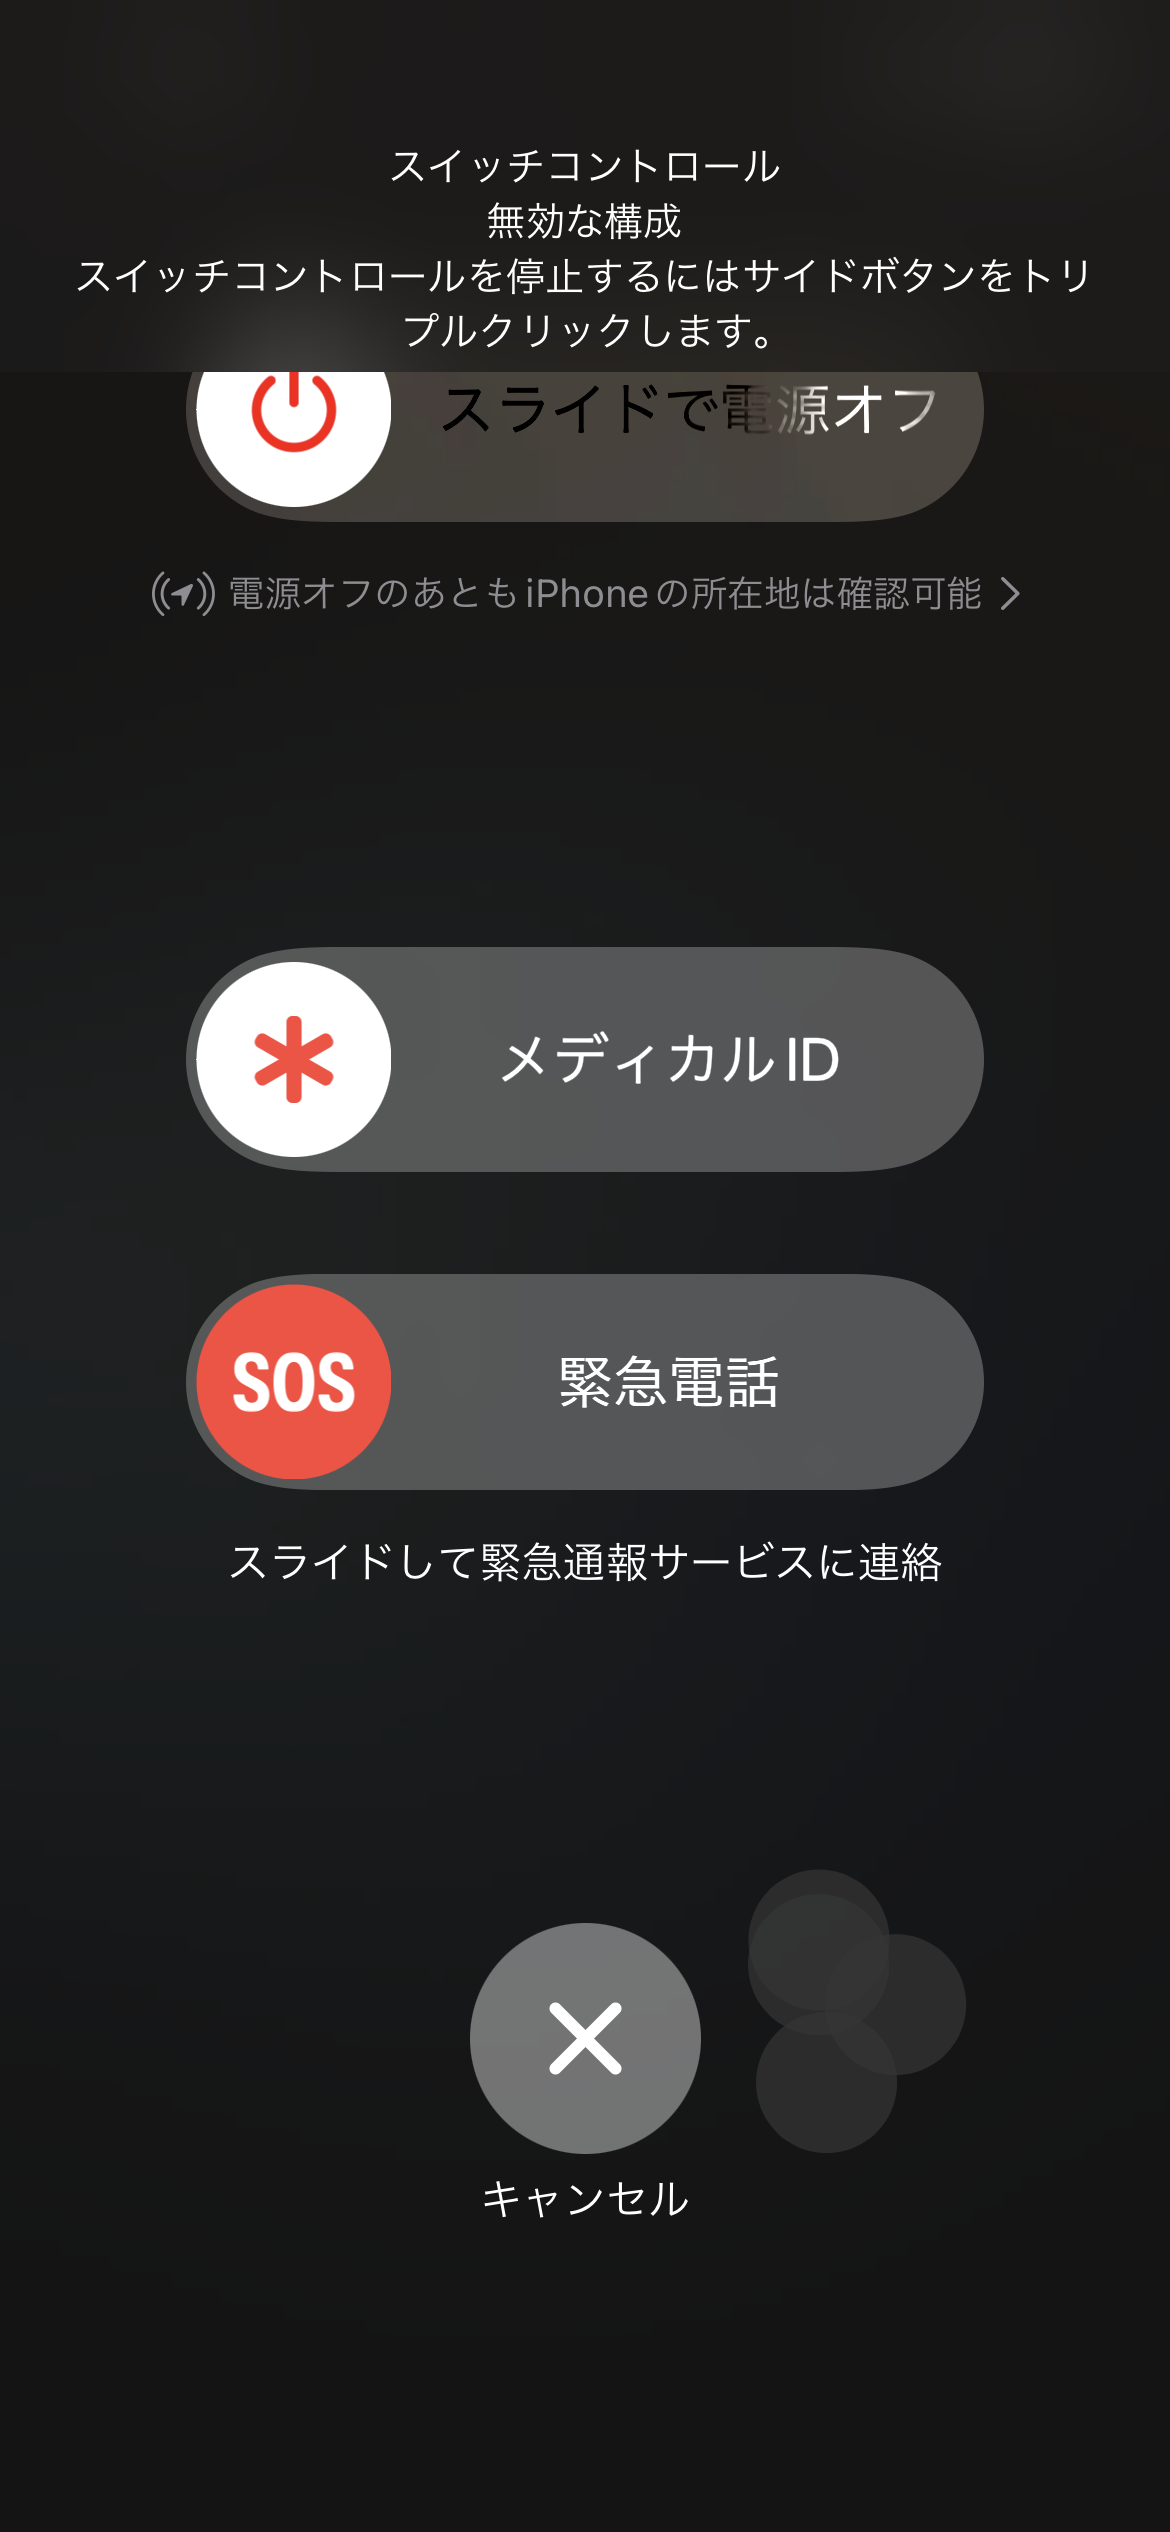 スイッチコントロール
無効な構成
スイッチコントロールを停止するにはサイドボタンをトリ
プルクリックします。
スライドで電源オフ
電源オフのあともiPhoneの所在地は確認可能
メディカルID
SOS 緊急電話
スライドして緊急通報サービスに連絡
キャンセル